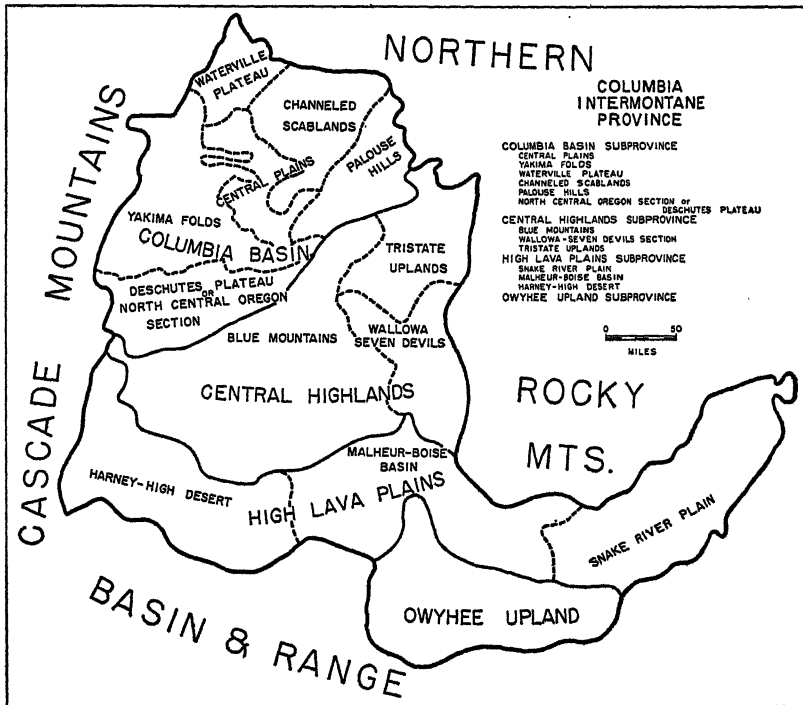 NORTHERN
CASCADE MOUNTAINS
ROCKY
MTS.
BASIN & RANGE
WATERVILLE
PLATEAU
CHANNELED
SCABLANDS
PALOUSE
HILLS
CENTRAL PLAINS
YAKIMA FOLDS
COLUMBIA BASIN
DESCHUTES PLATEAU
OR
NORTH CENTRAL OREGON
SECTION
TRISTATE
UPLANDS
BLUE MOUNTAINS
WALLOWA
SEVEN DEVILS
CENTRAL HIGHLANDS
MALHEUR-BOISE
BASIN
HARNEY-HIGH DESERT
HIGH LAVA PLAINS
SNAKE RIVER PLAIN
OWYHEE UPLAND
COLUMBIA
INTERMONTANE
PROVINCE
COLUMBIA BASIN SUBPROVINCE
CENTRAL PLAINS
YAKIMA FOLDS
WATERVILLE PLATEAU
CHANNELED SCABLANDS
PALOUSE HILLS
NORTH CENTRAL OREGON SECTION or
DESCHUTES PLATEAU
CENTRAL HIGHLANDS SUBPROVINCE
BLUE MOUNTAINS
WALLOWA-SEVEN DEVILS SECTION
TRISTATE UPLANDS
HIGH LAVA PLAINS SUBPROVINCE
SNAKE RIVER PLAIN
MALHEUR-BOISE BASIN
HARNEY-HIGH DESERT
OWYHEE UPLAND SUBPROVINCE
0 50
MILES